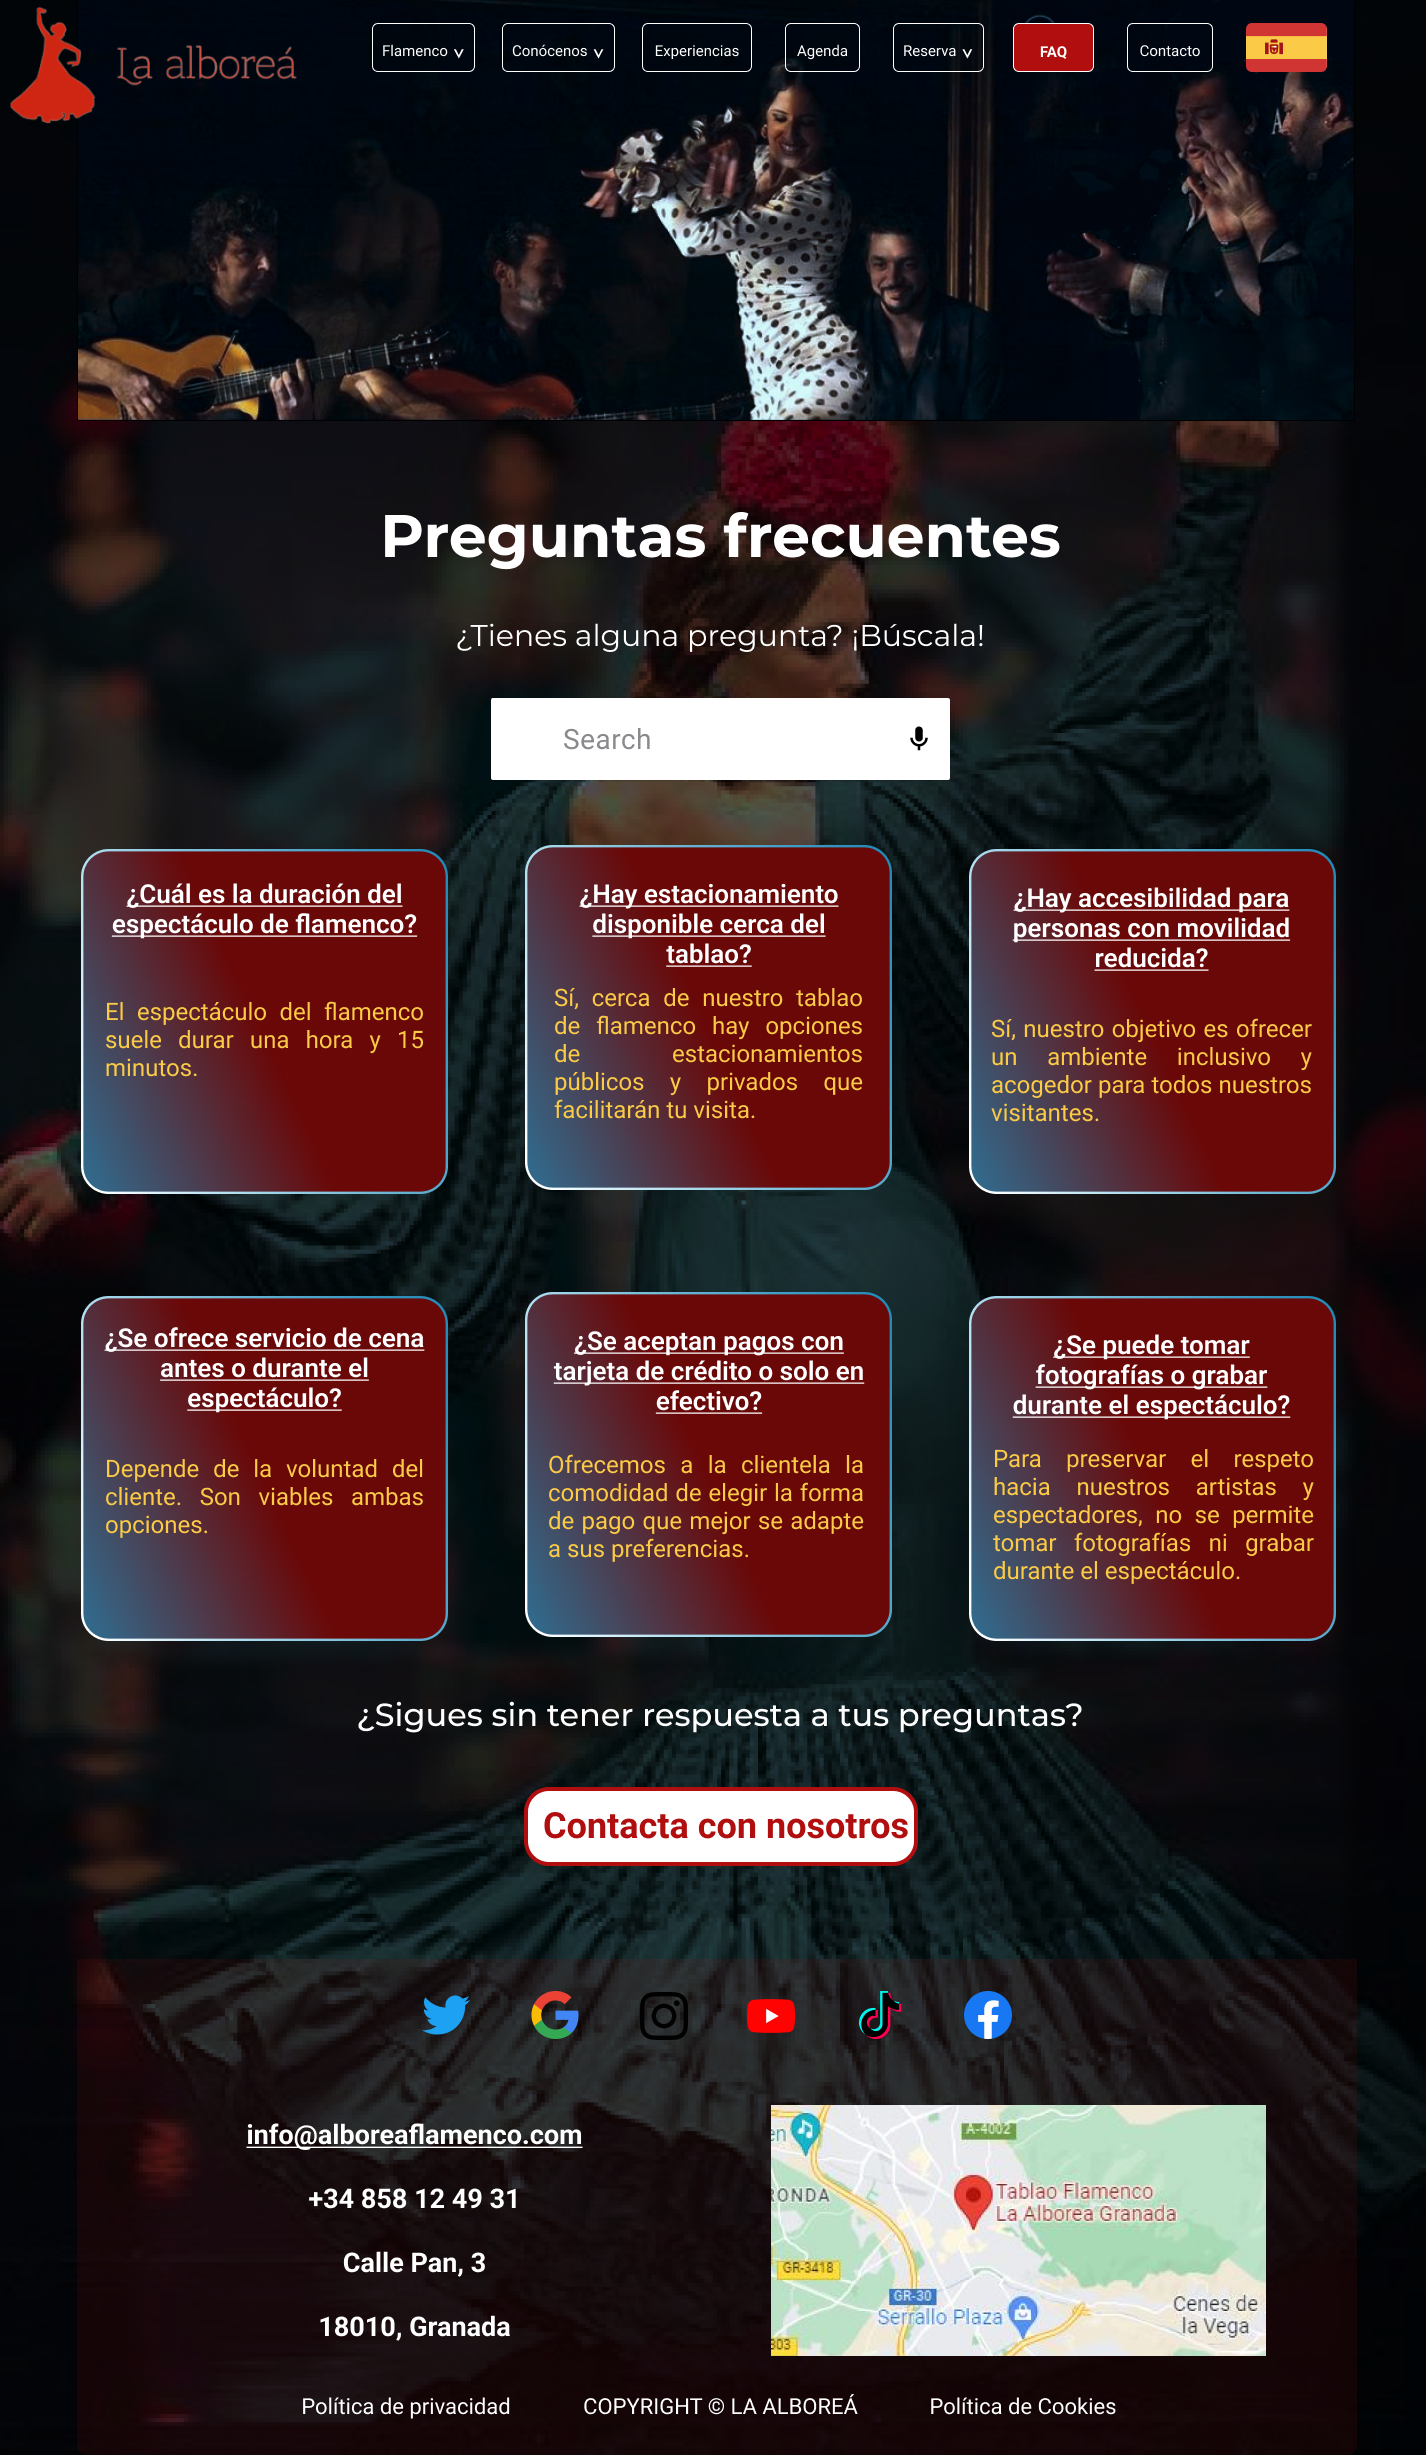 La alboreá
Flamenco
Conócenos
Experiencias
Agenda
Reserva
FAQ
Contacto
Preguntas frecuentes
¿Tienes alguna pregunta? ¡Búscala!
Search
¿Cuál es la duración del
espectáculo de flamenco?
El espectáculo del flamenco
suele durar una hora y 15
minutos.
¿Hay estacionamiento
disponible cerca del
tablao?
Sí, cerca de nuestro tablao
de flamenco hay opciones
de estacionamientos
públicos y privados que
facilitarán tu visita.
¿Hay accesibilidad para
personas con movilidad
reducida?
Sí, nuestro objetivo es ofrecer
un ambiente inclusivo y
acogedor para todos nuestros
visitantes.
¿Se ofrece servicio de cena
antes o durante el
espectáculo?
Depende de la voluntad del
cliente. Son viables ambas
opciones.
¿Se aceptan pagos con
tarjeta de crédito o solo en
efectivo?
Ofrecemos a la clientela la
comodidad de elegir la forma
de pago que mejor se adapte
a sus preferencias.
¿Se puede tomar
fotografías o grabar
durante el espectáculo?
Para preservar el respeto
hacia nuestros artistas y
espectadores, no se permite
tomar fotografías ni grabar
durante el espectáculo.
¿Sigues sin tener respuesta a tus preguntas?
Contacta con nosotros
info@alboreaflamenco.com
+34 858 12 49 31
Calle Pan, 3
18010, Granada
en
A-4002
RONDA
Tablao Flamenco
La Alborea Granada
GR-3418
GR-30
Serrallo Plaza
Cenes de
la Vega
803
Política de privacidad
COPYRIGHT © LA ALBOREÁ
Política de Cookies